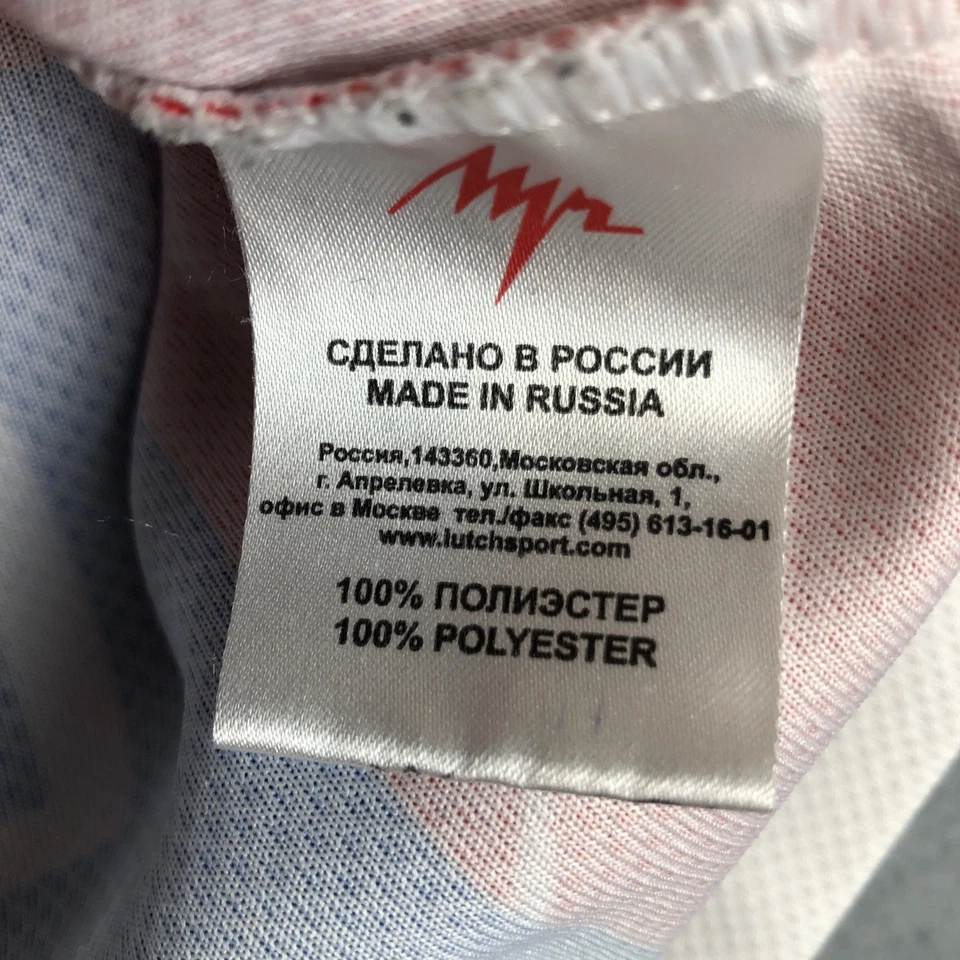 Луч
СДЕЛАНО В РОССИИ
MADE IN RUSSIA
Россия,143360,Московская обл.,
г. Апрелевка, ул. Школьная, 1,
офис в Москве тел./факс (495) 613-16-01
www.lutchsport.com
100% ПОЛИЭСТЕР
100% POLYESTER